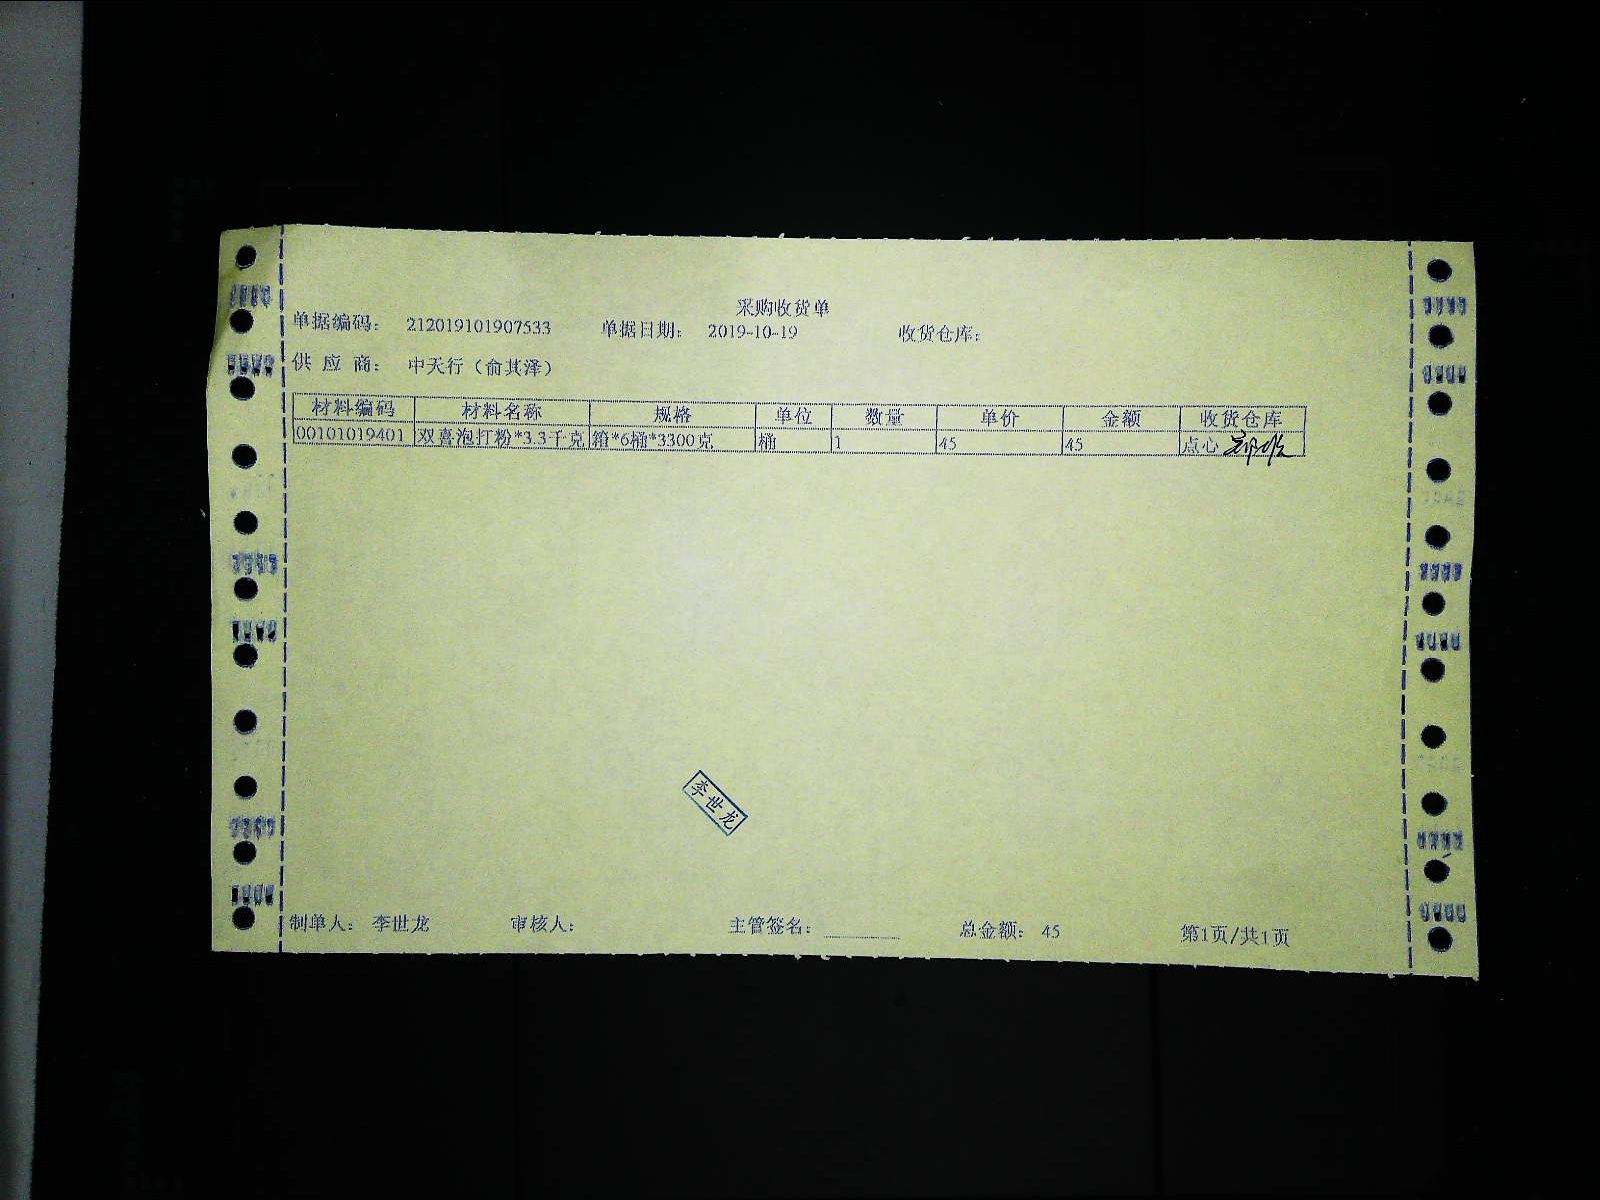 采购收货单
单据编码： 212019101907533 单据日期： 2019-10-19 收货仓库：
供 应 商： 中天行（俞其泽）
材料编码 材料名称 规格 单位 数量 单价 金额 收货仓库
00101019401 双喜泡打粉*3.3千克 箱*6桶*3300克 桶 1 45 45 点心
李世龙
制单人： 李世龙 审核人： 主管签名： 总金额： 45 第1页/共1页